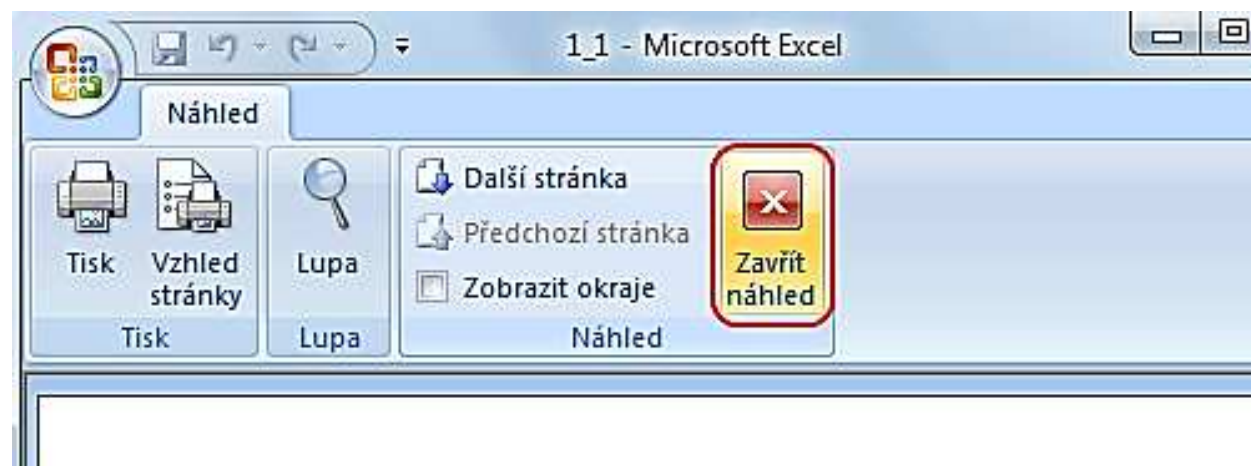 1_1 - Microsoft Excel
Náhled
Tisk
Vzhled
stránky
Tisk
Lupa
Lupa
Další stránka
Předchozí stránka
Zobrazit okraje
Zavřít
náhled
Náhled